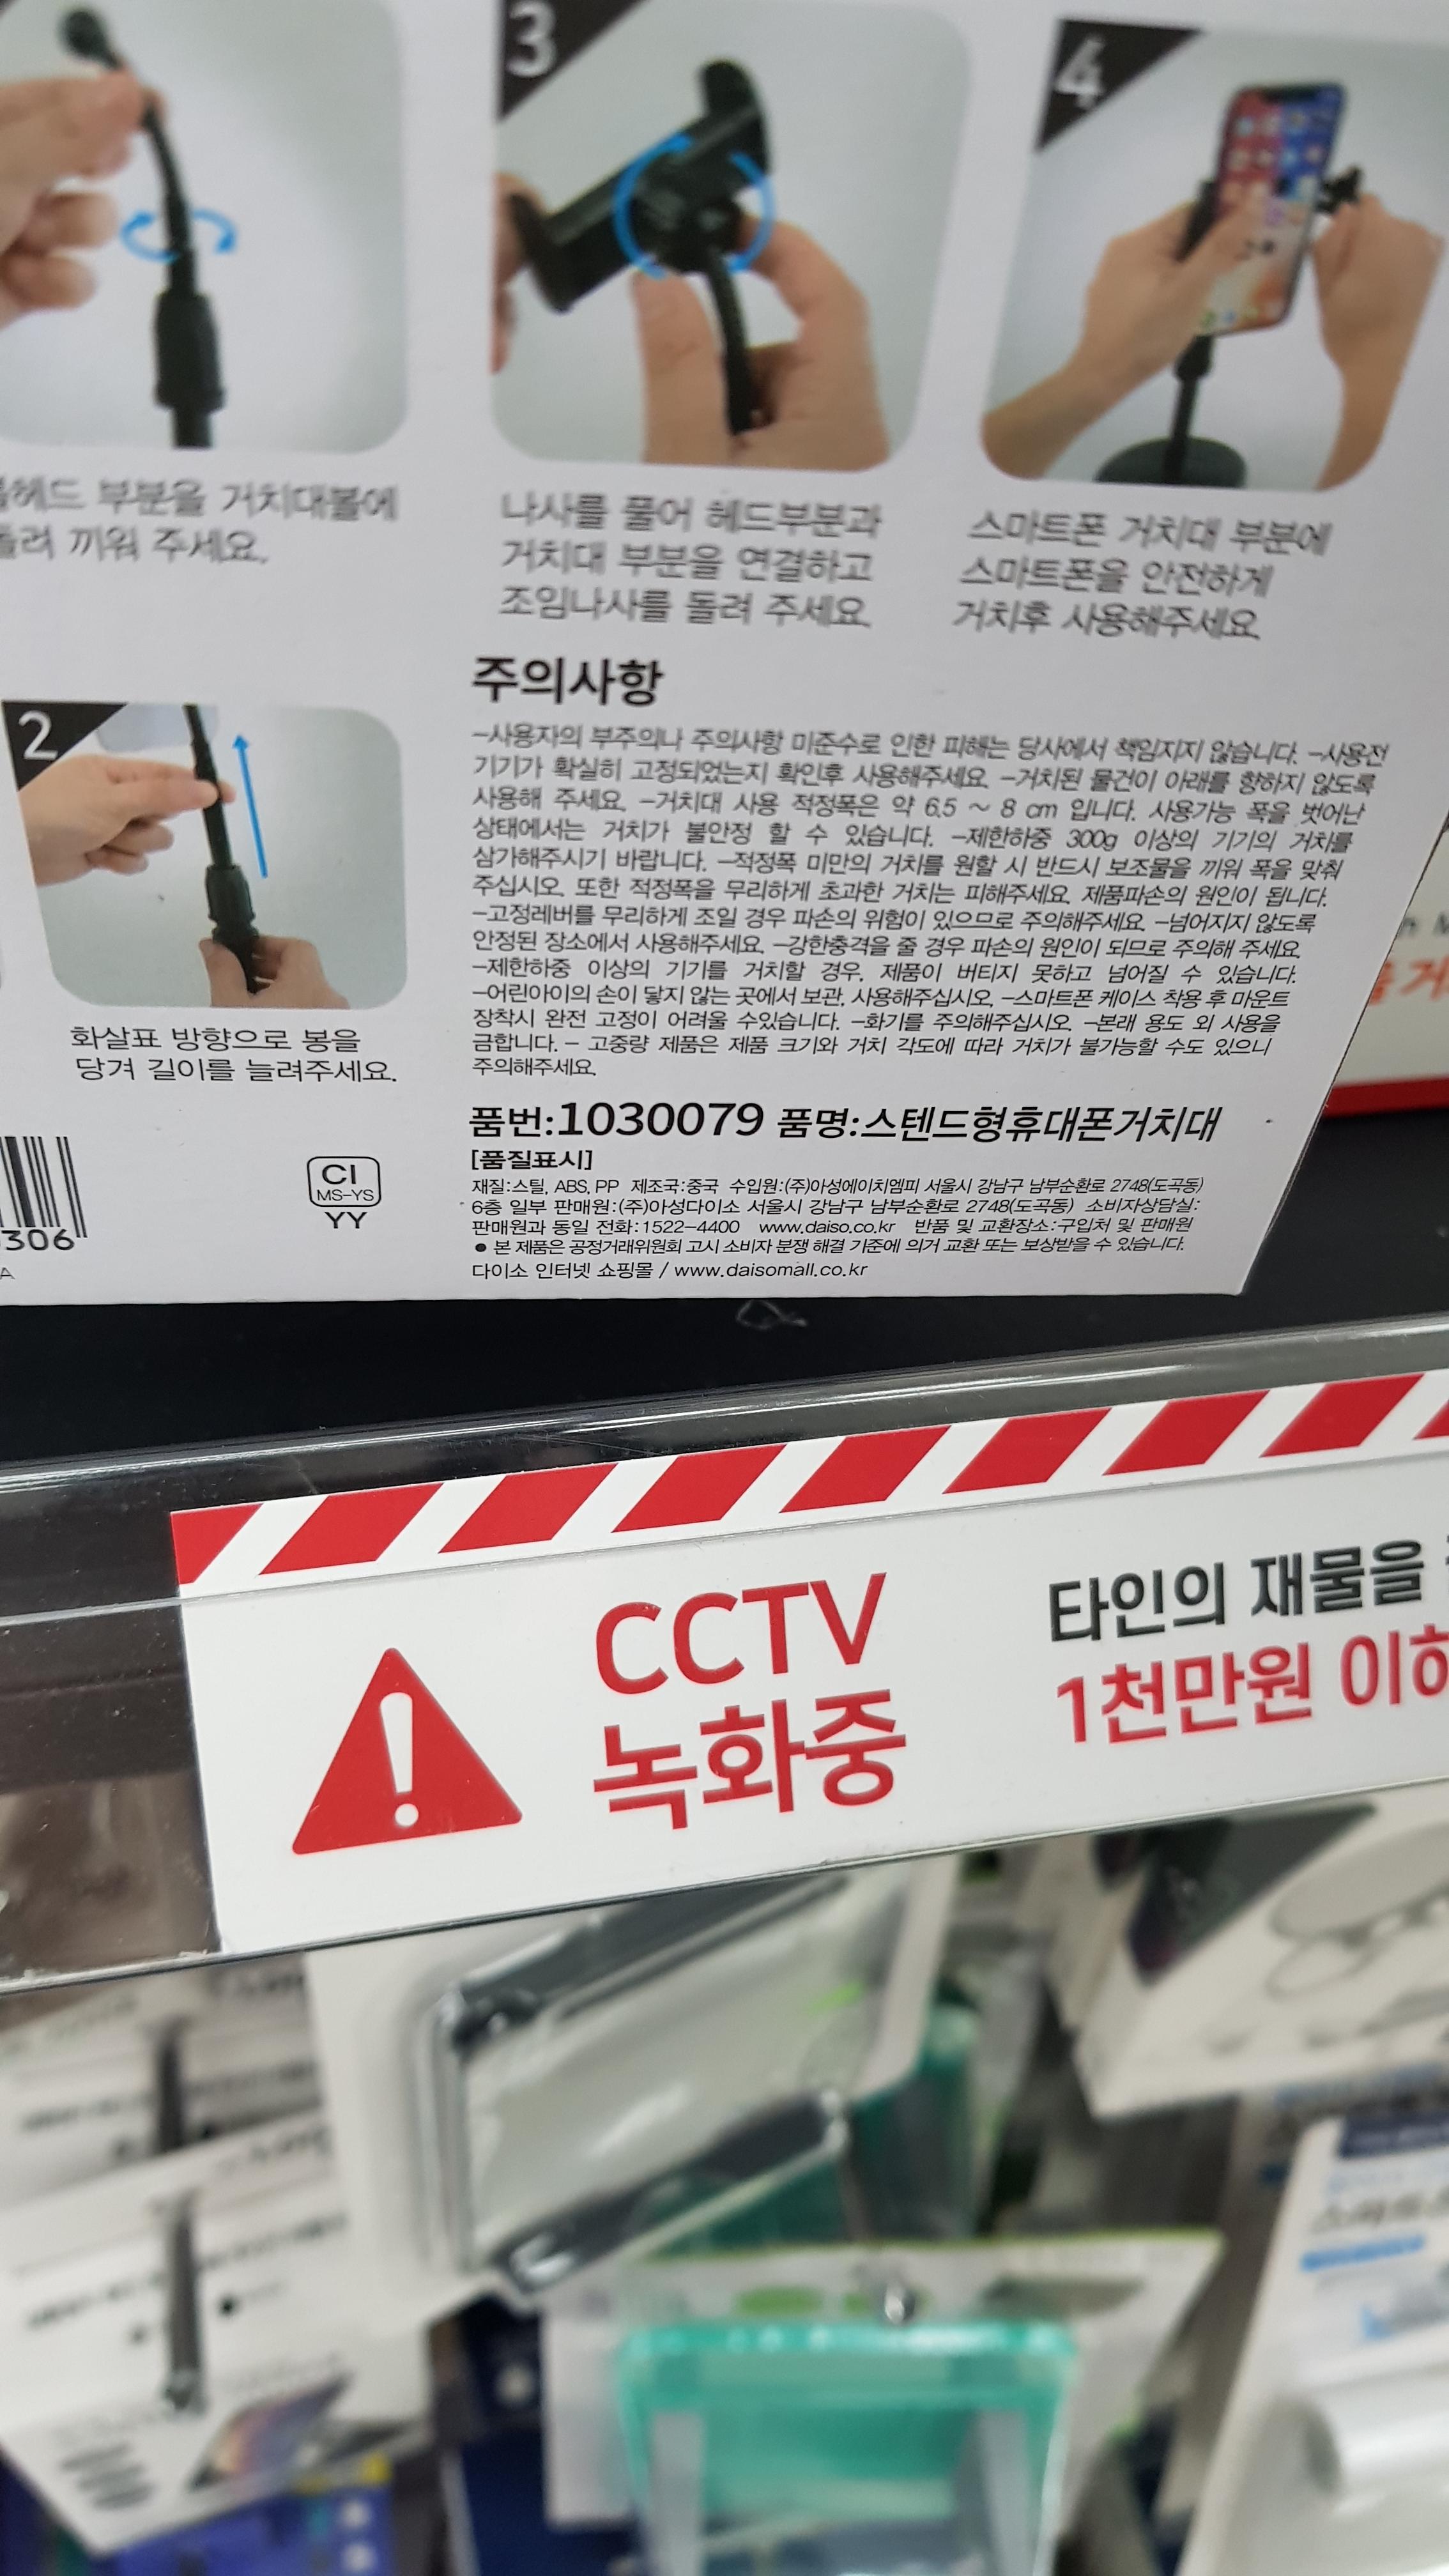 3
4
헤드 부분을 거치대봉에
돌려 끼워 주세요.
나사를 풀어 헤드부분과
거치대 부분을 연결하고
조임나사를 돌려 주세요.
스마트폰 거치대 부분에
스마트폰을 안전하게
거치후 사용해주세요.
2
화살표 방향으로 봉을
당겨 길이를 늘려주세요.
주의사항
-사용자의 부주의나 주의사항 미준수로 인한 피해는 당사에서 책임지지 않습니다. -사용전
기기가 확실히 고정되었는지 확인후 사용해주세요. -거치된 물건이 아래를 향하지 않도록
사용해 주세요. -거치대 사용 적정폭은 약 6.5 ~ 8 cm 입니다. 사용가능 폭을 벗어난
상태에서는 거치가 불안정 할 수 있습니다. -제한하중 300g 이상의 기기의 거치를
삼가해주시기 바랍니다. -적정폭 미만의 거치를 원할 시 반드시 보조물을 끼워 폭을 맞춰
주십시오. 또한 적정폭을 무리하게 초과한 거치는 피해주세요. 제품파손의 원인이 됩니다.
-고정레버를 무리하게 조일 경우 파손의 위험이 있으므로 주의해주세요. -넘어지지 않도록
안정된 장소에서 사용해주세요. -강한충격을 줄 경우 파손의 원인이 되므로 주의해 주세요.
-제한하중 이상의 기기를 거치할 경우, 제품이 버티지 못하고 넘어질 수 있습니다.
-어린아이의 손이 닿지 않는 곳에서 보관, 사용해주십시오. -스마트폰 케이스 착용 후 마운트
장착시 완전 고정이 어려울 수있습니다. -화기를 주의해주십시오. -본래 용도 외 사용을
금합니다. - 고중량 제품은 제품 크기와 거치 각도에 따라 거치가 불가능할 수도 있으니
주의해주세요.
품번:1030079 품명:스텐드형휴대폰거치대
[품질표시]
재질:스틸, ABS, PP 제조국:중국 수입원:(주)아성에이치엠피 서울시 강남구 남부순환로 2748(도곡동)
6층 일부 판매원:(주)아성다이소 서울시 강남구 남부순환로 2748(도곡동) 소비자상담실:
판매원과 동일 전화:1522-4400 www.daiso.co.kr 반품 및 교환장소:구입처 및 판매원
● 본 제품은 공정거래위원회 고시 소비자 분쟁 해결 기준에 의거 교환 또는 보상받을 수 있습니다.
다이소 인터넷 쇼핑몰 / www.daisomall.co.kr
CI
MS-YS
YY
306
CCTV
녹화중
타인의 재물을
1천만원 이하